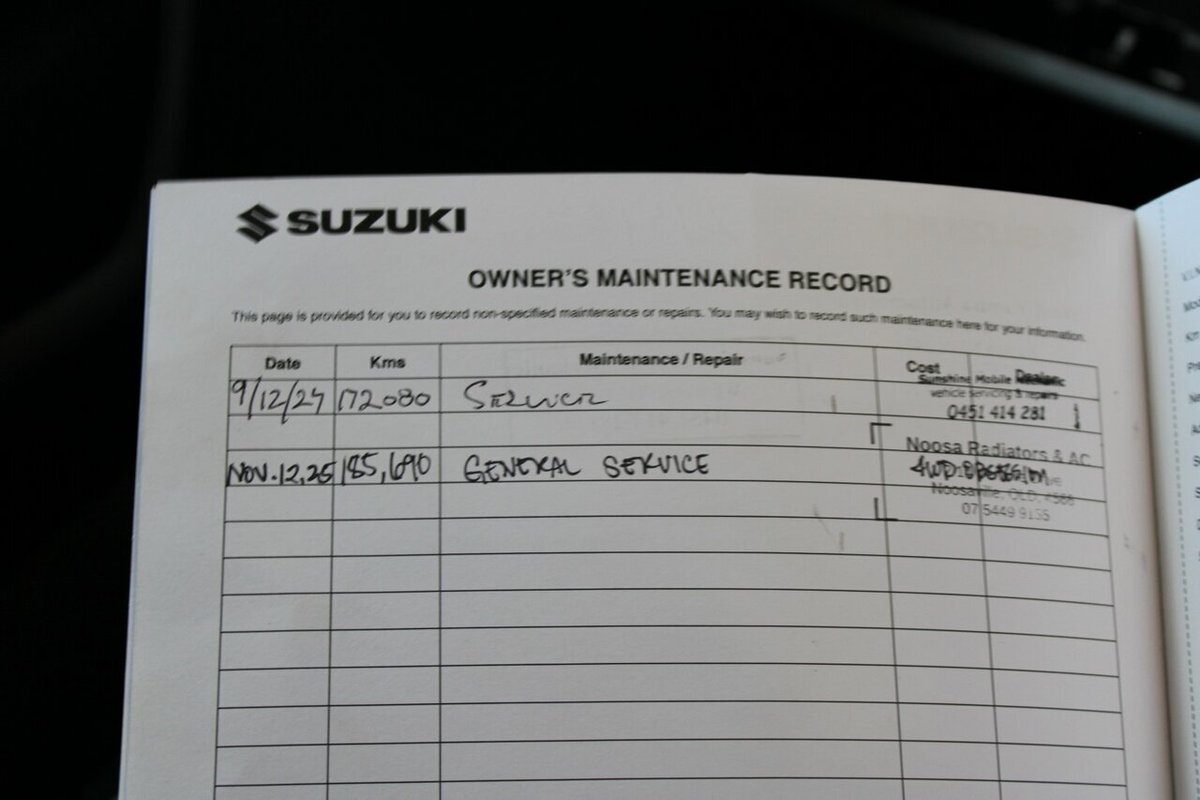 SUZUKI
OWNER'S MAINTENANCE RECORD
This page is provided for you to record non-specified maintenance or repairs. You may wish to record such maintenance here for your information.
Date Kms Maintenance / Repair Cost Dealer
Sunshine Mobile
vehicle servicing & repairs
9/12/24 172080 SERVICE 0451 414 281
Noosa Radiators & AC
NOV.12,25 185,690 GENERAL SERVICE
Noosaville, QLD, 4566
07 5449 9155